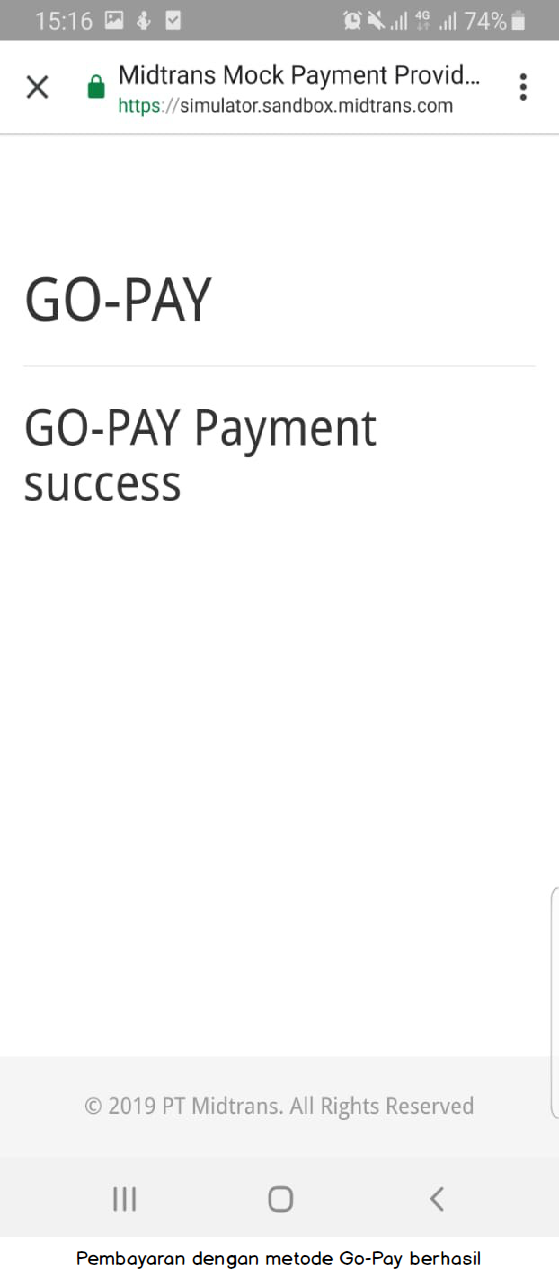 15:16 4G 74%
Midtrans Mock Payment Provid...
https://simulator.sandbox.midtrans.com
GO-PAY
GO-PAY Payment
success
© 2019 PT Midtrans. All Rights Reserved
Pembayaran dengan metode Go-Pay berhasil